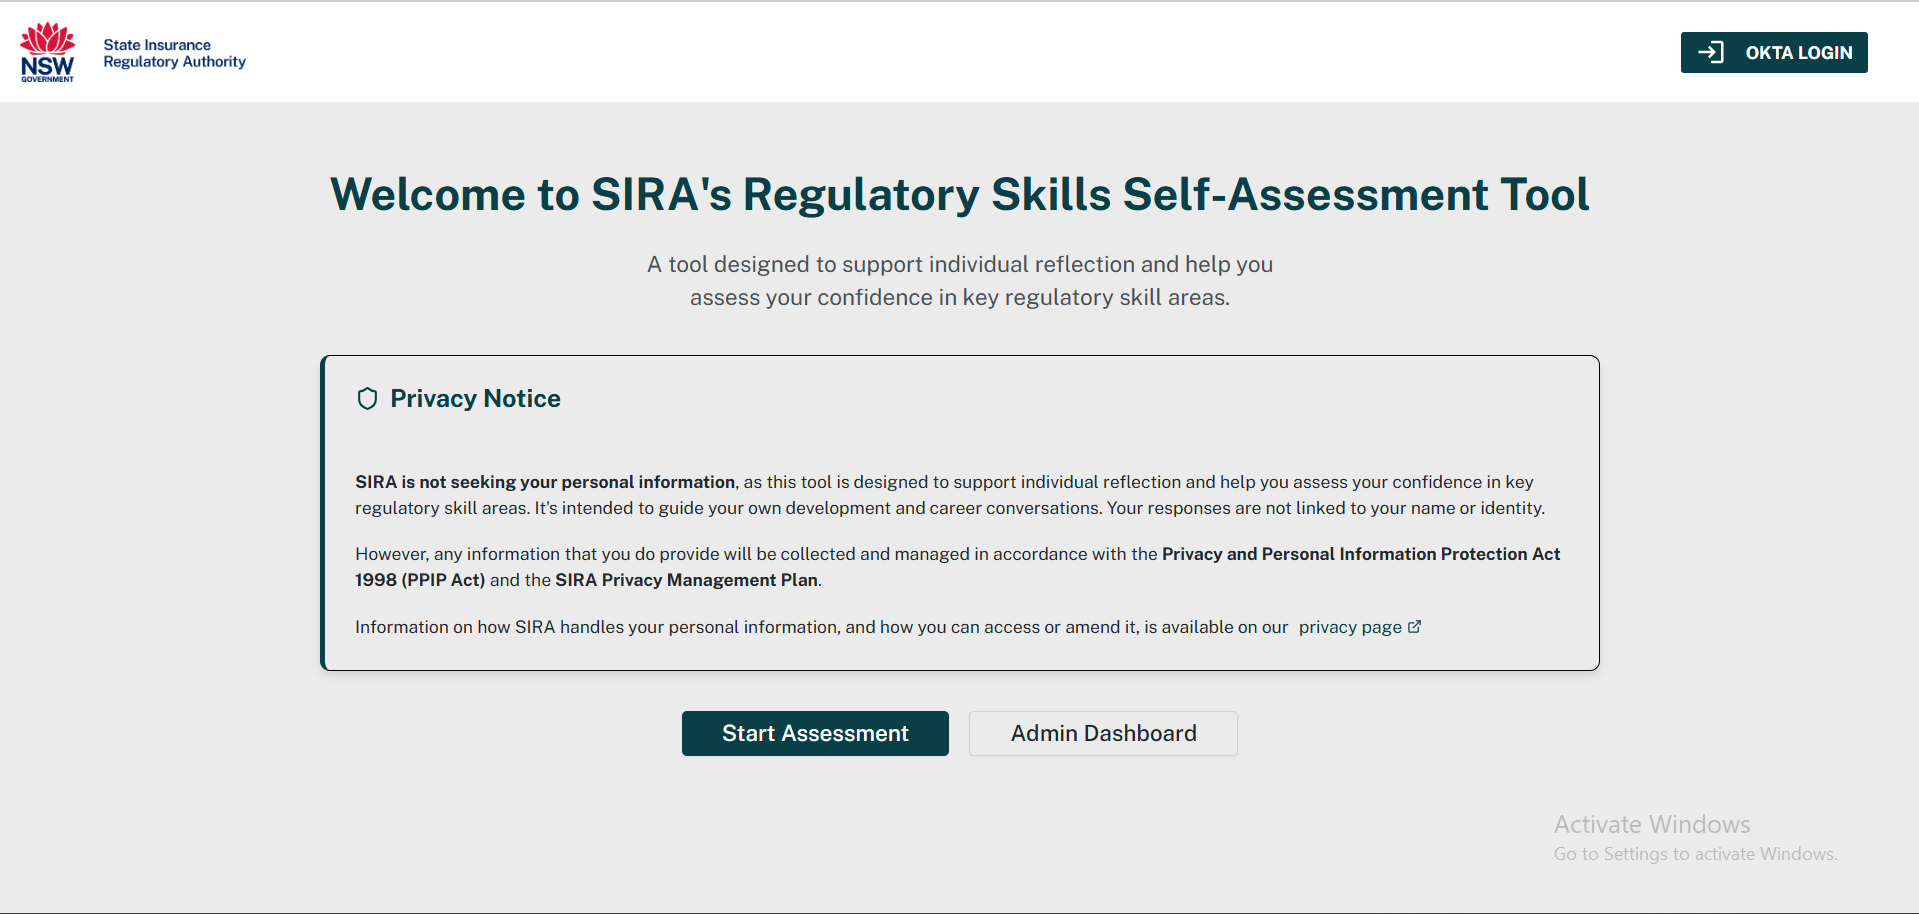 NSW
GOVERNMENT
State Insurance
Regulatory Authority
OKTA LOGIN
Welcome to SIRA's Regulatory Skills Self-Assessment Tool
A tool designed to support individual reflection and help you
assess your confidence in key regulatory skill areas.
Privacy Notice
SIRA is not seeking your personal information, as this tool is designed to support individual reflection and help you assess your confidence in key
regulatory skill areas. It's intended to guide your own development and career conversations. Your responses are not linked to your name or identity.
However, any information that you do provide will be collected and managed in accordance with the Privacy and Personal Information Protection Act
1998 (PPIP Act) and the SIRA Privacy Management Plan.
Information on how SIRA handles your personal information, and how you can access or amend it, is available on our privacy page
Start Assessment
Admin Dashboard
Activate Windows
Go to Settings to activate Windows.